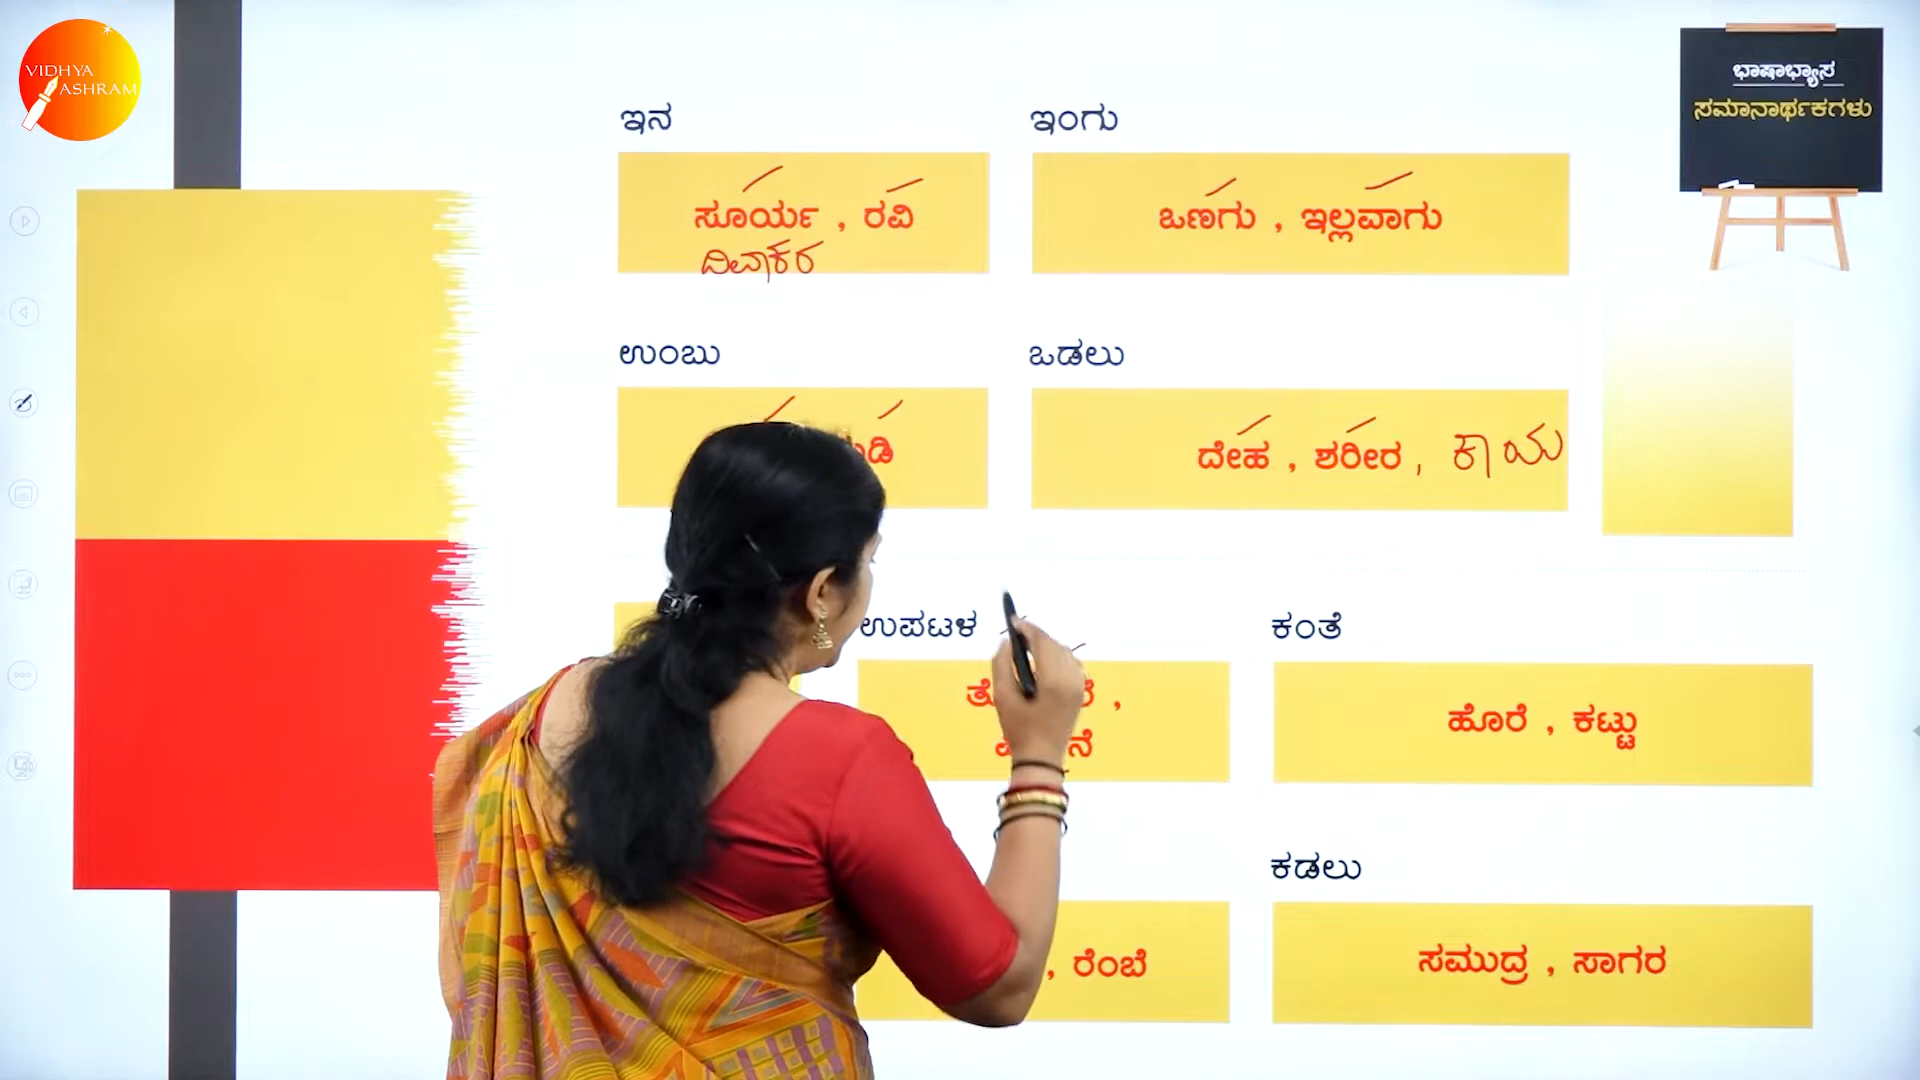 VIDHYA
ASHRAM
ಭಾಷಾಭ್ಯಾಸ
ಸಮಾನಾರ್ಥಕಗಳು
ಇನ
ಸೂರ್ಯ , ರವಿ
ದಿವಾಕರ
ಇಂಗು
ಒಣಗು , ಇಲ್ಲವಾಗು
ಉಂಬು
ಒಡಲು
ದೇಹ , ಶರೀರ , ಕಾಯ
ಉಪಟಳ
ಕಂತೆ
ಹೊರೆ , ಕಟ್ಟು
, ರೆಂಬೆ
ಕಡಲು
ಸಮುದ್ರ , ಸಾಗರ